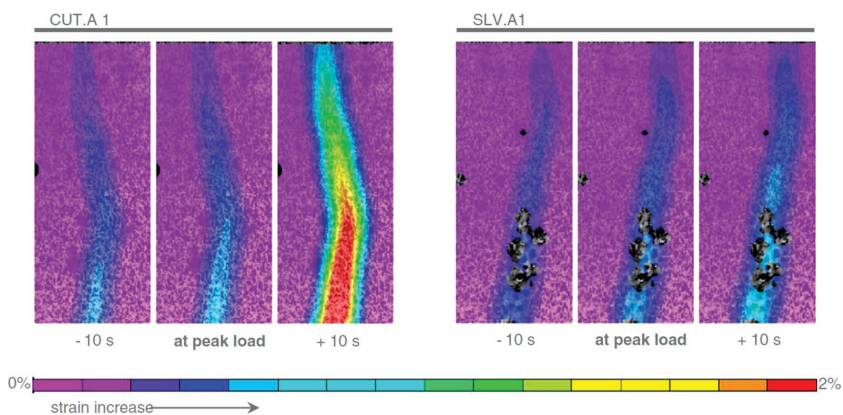 CUT.A 1
SLV.A1
- 10 s
at peak load
+ 10 s
- 10 s
at peak load
+ 10 s
0%
2%
strain increase